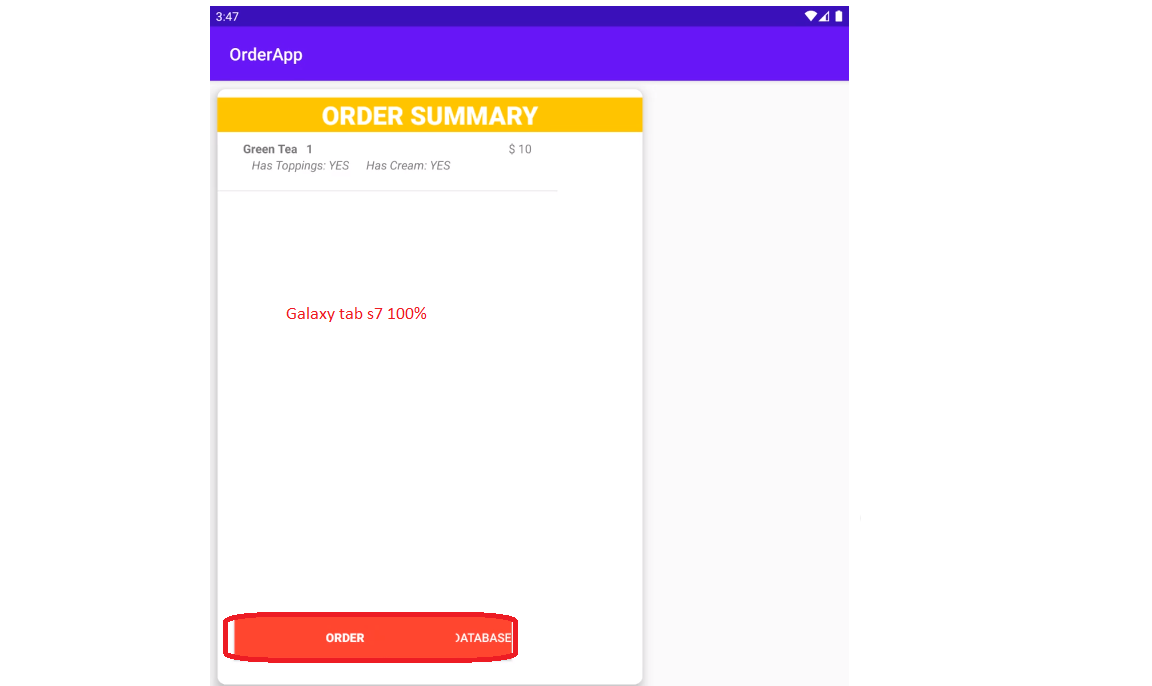 3:47
OrderApp
ORDER SUMMARY
Green Tea 1 $ 10
Has Toppings: YES Has Cream: YES
Galaxy tab s7 100%
ORDER DATABASE